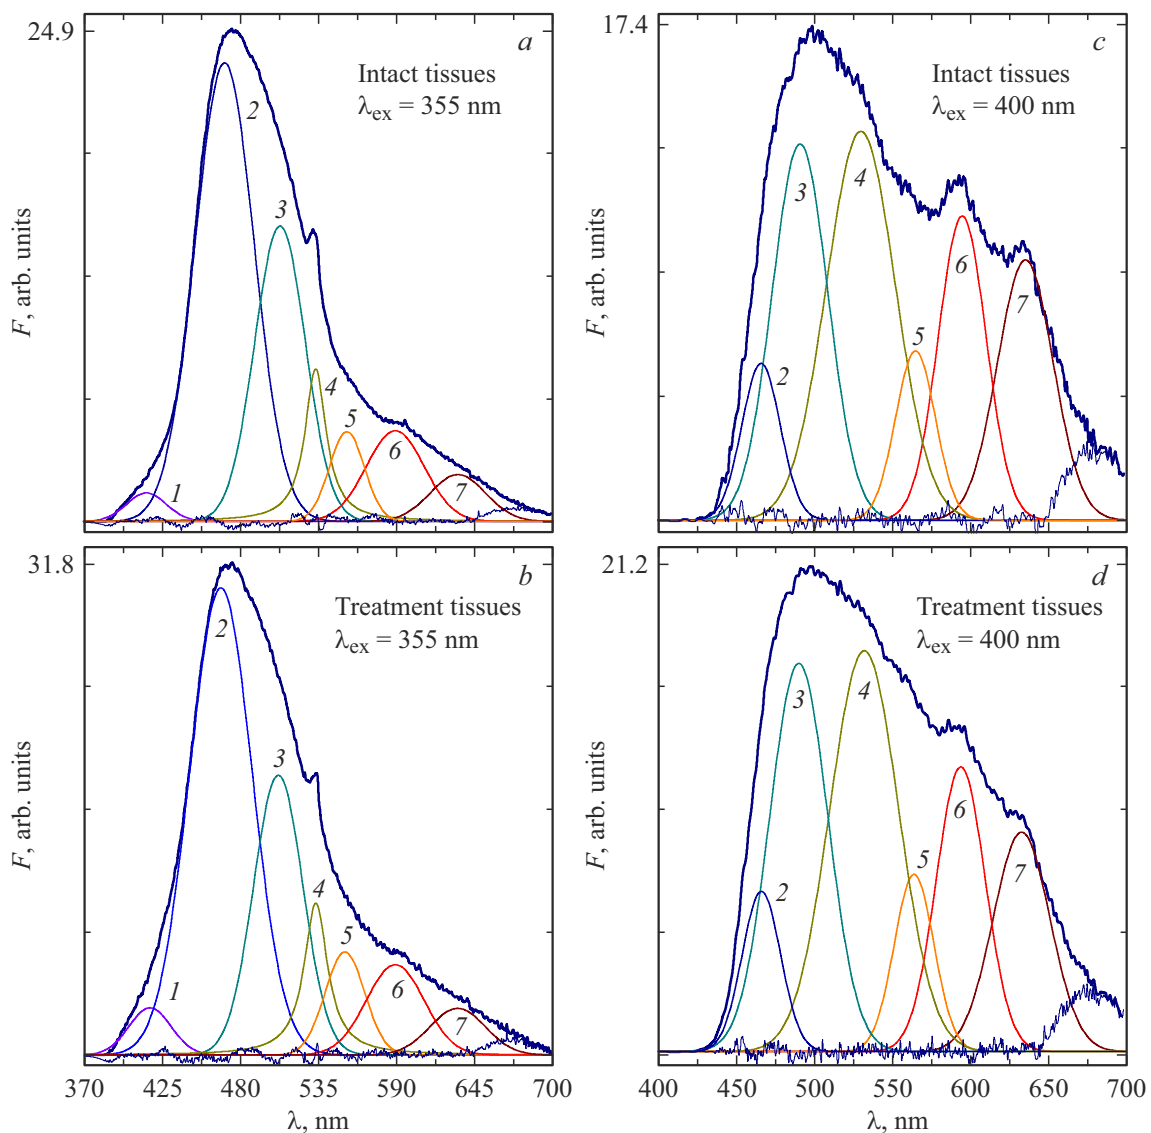 24.9
a
Intact tissues
λex = 355 nm
2
3
4
5
6
7
1
F, arb. units
17.4
c
Intact tissues
λex = 400 nm
3
4
2
5
6
7
F, arb. units
31.8
b
Treatment tissues
λex = 355 nm
2
3
4
5
1
6
7
F, arb. units
370 425 480 535 590 645 700
λ, nm
21.2
d
Treatment tissues
λex = 400 nm
3
4
2
5
6
7
F, arb. units
400 450 500 550 600 650 700
λ, nm